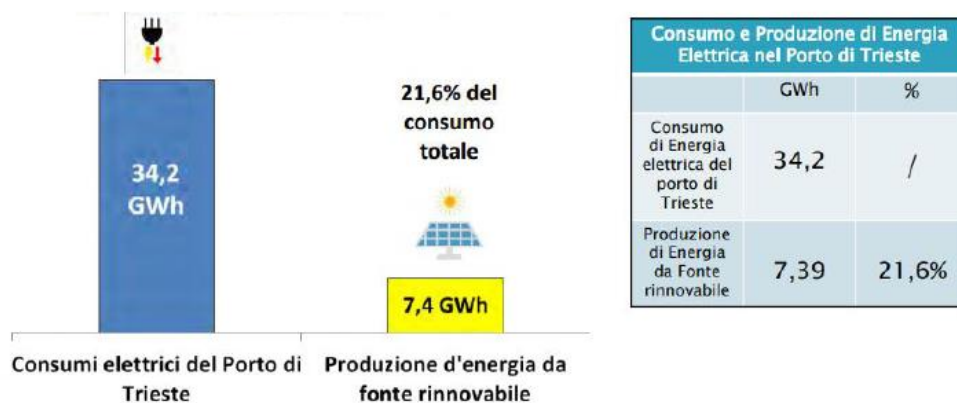 34,2
GWh
21,6% del
consumo
totale
7,4 GWh
Consumi elettrici del Porto di
Trieste
Produzione d'energia da
fonte rinnovabile
Consumo e Produzione di Energia
Elettrica nel Porto di Trieste
GWh %
Consumo
di Energia
elettrica del
porto di
Trieste
34,2 /
Produzione
di Energia
da Fonte
rinnovabile
7,39 21,6%